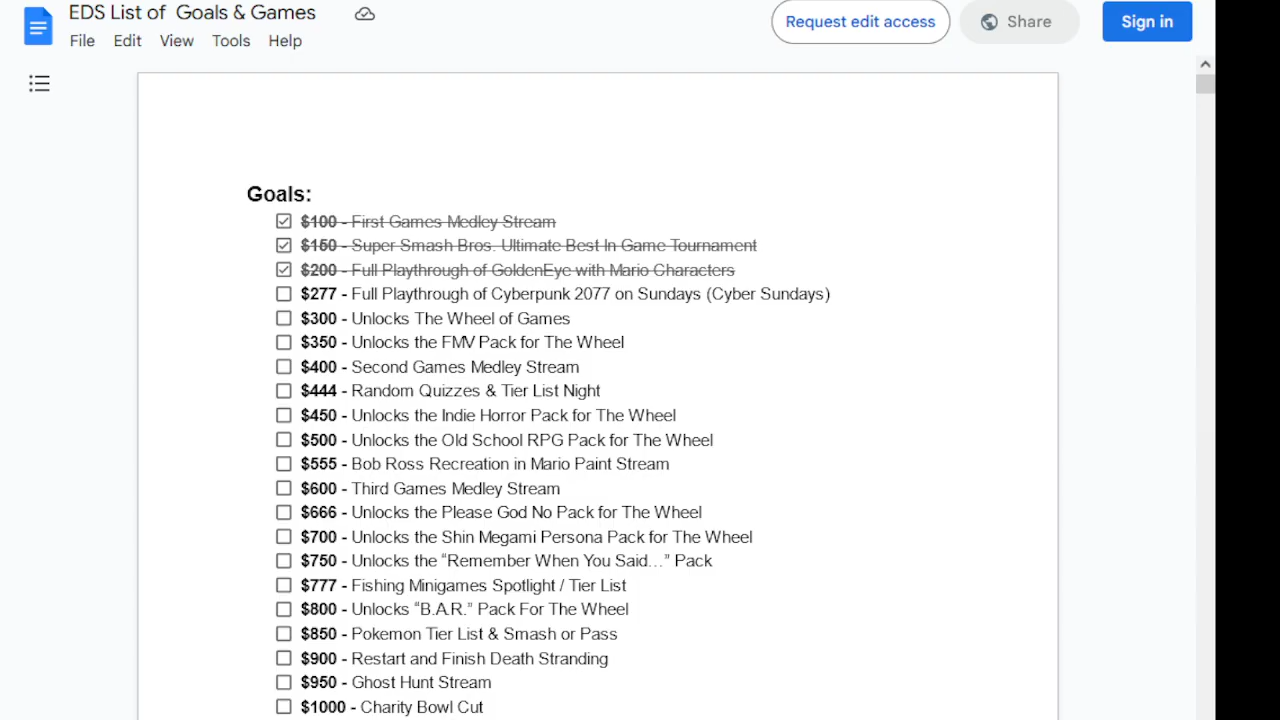 EDS List of Goals & Games
File Edit View Tools Help
Request edit access
Share
Sign in
Goals:
$100 - First Games Medley Stream
$150 - Super Smash Bros. Ultimate Best In Game Tournament
$200 - Full Playthrough of GoldenEye with Mario Characters
$277 - Full Playthrough of Cyberpunk 2077 on Sundays (Cyber Sundays)
$300 - Unlocks The Wheel of Games
$350 - Unlocks the FMV Pack for The Wheel
$400 - Second Games Medley Stream
$444 - Random Quizzes & Tier List Night
$450 - Unlocks the Indie Horror Pack for The Wheel
$500 - Unlocks the Old School RPG Pack for The Wheel
$555 - Bob Ross Recreation in Mario Paint Stream
$600 - Third Games Medley Stream
$666 - Unlocks the Please God No Pack for The Wheel
$700 - Unlocks the Shin Megami Persona Pack for The Wheel
$750 - Unlocks the “Remember When You Said…” Pack
$777 - Fishing Minigames Spotlight / Tier List
$800 - Unlocks “B.A.R.” Pack For The Wheel
$850 - Pokemon Tier List & Smash or Pass
$900 - Restart and Finish Death Stranding
$950 - Ghost Hunt Stream
$1000 - Charity Bowl Cut